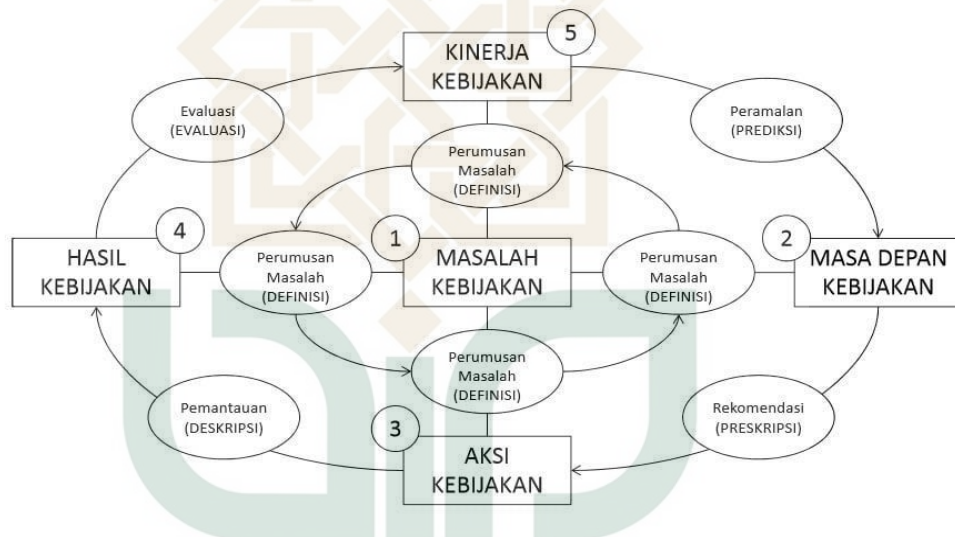 5
KINERJA
KEBIJAKAN
Evaluasi
(EVALUASI)
Peramalan
(PREDIKSI)
Perumusan
Masalah
(DEFINISI)
4
HASIL
KEBIJAKAN
Perumusan
Masalah
(DEFINISI)
1
MASALAH
KEBIJAKAN
Perumusan
Masalah
(DEFINISI)
2
MASA DEPAN
KEBIJAKAN
Perumusan
Masalah
(DEFINISI)
Pemantauan
(DESKRIPSI)
Rekomendasi
(PRESKRIPSI)
3
AKSI
KEBIJAKAN